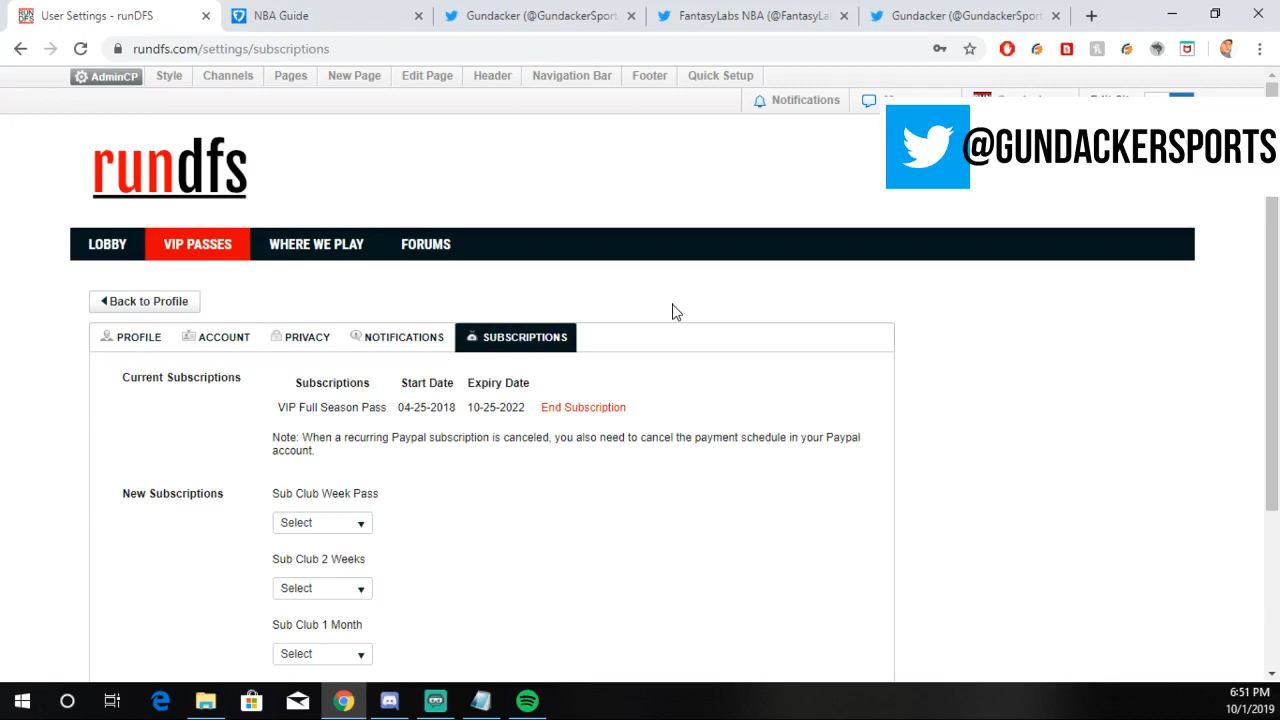 User Settings - runDFS
NBA Guide
Gundacker (@GundackerSport
FantasyLabs NBA (@FantasyLa
Gundacker (@GundackerSport
rundfs.com/settings/subscriptions
AdminCP Style Channels Pages New Page Edit Page Header Navigation Bar Footer Quick Setup
Notifications
@GUNDACKERSPORTS
rundfs
LOBBY VIP PASSES WHERE WE PLAY FORUMS
Back to Profile
PROFILE ACCOUNT PRIVACY NOTIFICATIONS SUBSCRIPTIONS
Current Subscriptions
Subscriptions Start Date Expiry Date
VIP Full Season Pass 04-25-2018 10-25-2022 End Subscription
Note: When a recurring Paypal subscription is canceled, you also need to cancel the payment schedule in your Paypal
account.
New Subscriptions
Sub Club Week Pass
Select
Sub Club 2 Weeks
Select
Sub Club 1 Month
Select
6:51 PM
10/1/2019